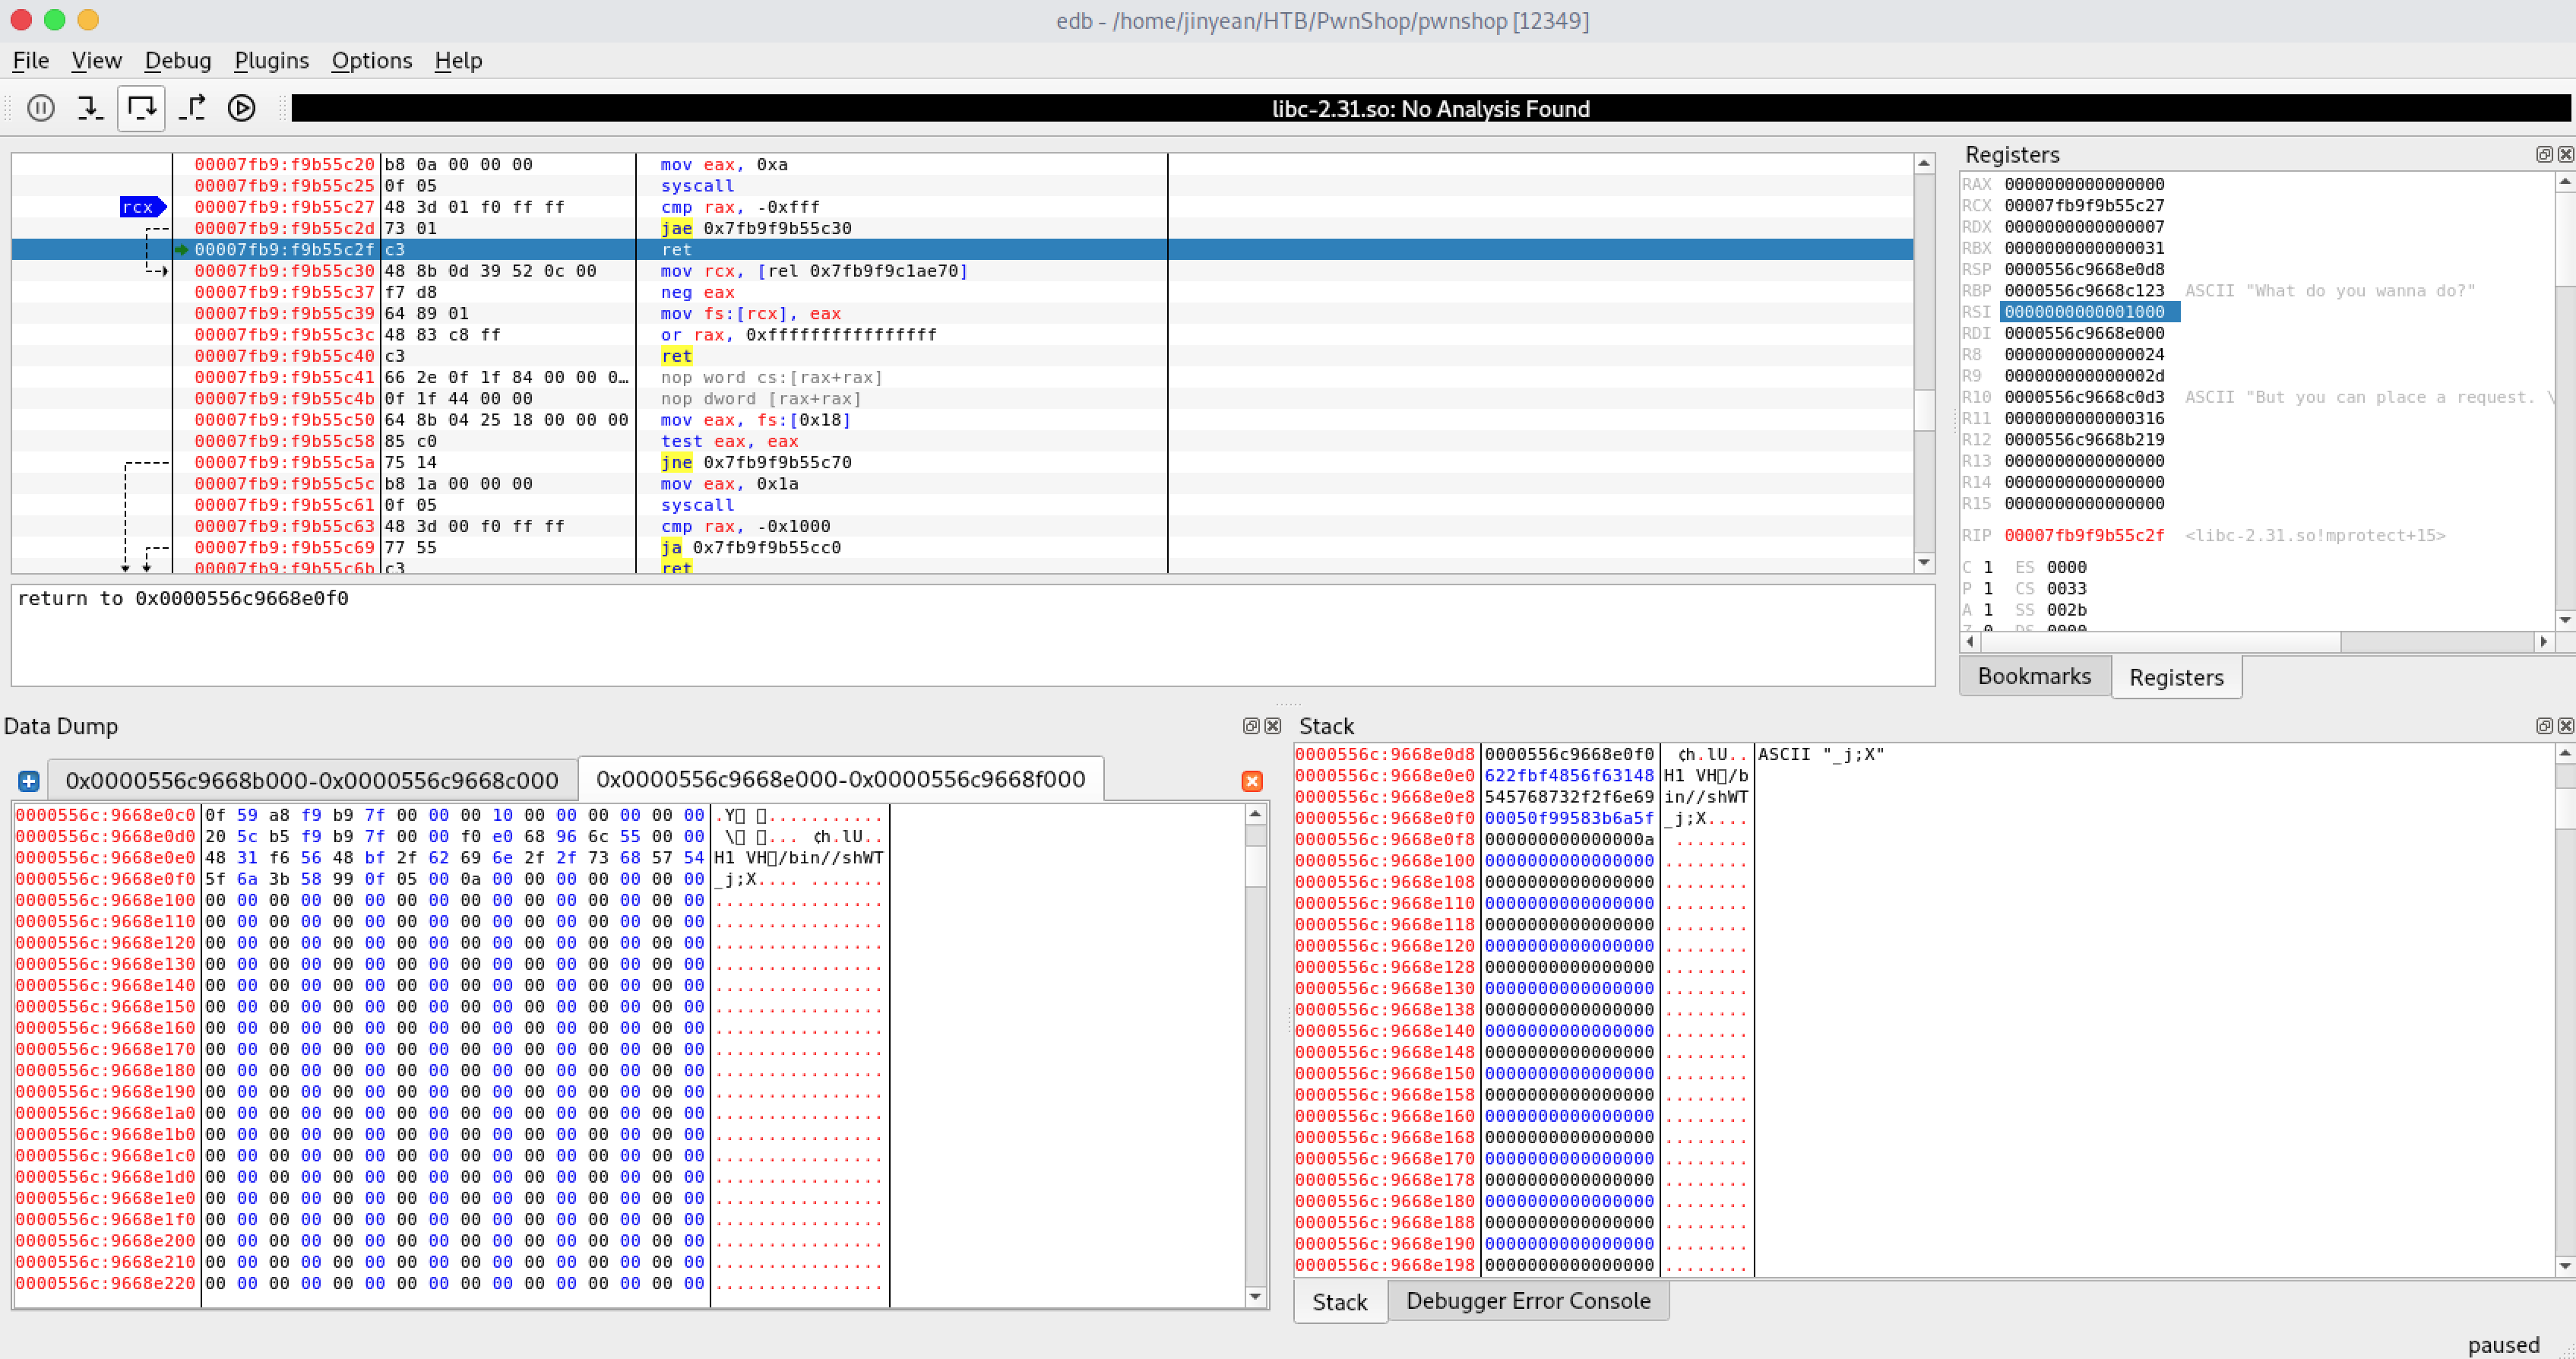 edb - /home/jinyean/HTB/PwnShop/pwnshop [12349]
File View Debug Plugins Options Help
libc-2.31.so: No Analysis Found
00007fb9:f9b55c20 b8 0a 00 00 00 mov eax, 0xa
00007fb9:f9b55c25 0f 05 syscall
rcx 00007fb9:f9b55c27 48 3d 01 f0 ff ff cmp rax, -0xfff
00007fb9:f9b55c2d 73 01 jae 0x7fb9f9b55c30
00007fb9:f9b55c2f c3 ret
00007fb9:f9b55c30 48 8b 0d 39 52 0c 00 mov rcx, [rel 0x7fb9f9c1ae70]
00007fb9:f9b55c37 f7 d8 neg eax
00007fb9:f9b55c39 64 89 01 mov fs:[rcx], eax
00007fb9:f9b55c3c 48 83 c8 ff or rax, 0xffffffffffffffff
00007fb9:f9b55c40 c3 ret
00007fb9:f9b55c41 66 2e 0f 1f 84 00 00 0… nop word cs:[rax+rax]
00007fb9:f9b55c4b 0f 1f 44 00 00 nop dword [rax+rax]
00007fb9:f9b55c50 64 8b 04 25 18 00 00 00 mov eax, fs:[0x18]
00007fb9:f9b55c58 85 c0 test eax, eax
00007fb9:f9b55c5a 75 14 jne 0x7fb9f9b55c70
00007fb9:f9b55c5c b8 1a 00 00 00 mov eax, 0x1a
00007fb9:f9b55c61 0f 05 syscall
00007fb9:f9b55c63 48 3d 00 f0 ff ff cmp rax, -0x1000
00007fb9:f9b55c69 77 55 ja 0x7fb9f9b55cc0
00007fb9:f9b55c6b c3 ret
return to 0x0000556c9668e0f0
Registers
RAX 0000000000000000
RCX 00007fb9f9b55c27
RDX 0000000000000007
RBX 0000000000000031
RSP 0000556c9668e0d8
RBP 0000556c9668c123 ASCII "What do you wanna do?"
RSI 0000000000001000
RDI 0000556c9668e000
R8 0000000000000024
R9 000000000000002d
R10 0000556c9668c0d3 ASCII "But you can place a request. \
R11 0000000000000316
R12 0000556c9668b219
R13 0000000000000000
R14 0000000000000000
R15 0000000000000000
RIP 00007fb9f9b55c2f <libc-2.31.so!mprotect+15>
C 1 ES 0000
P 1 CS 0033
A 1 SS 002b
Z 0 DS 0000
Bookmarks Registers
Data Dump
0x0000556c9668b000-0x0000556c9668c000 0x0000556c9668e000-0x0000556c9668f000
0000556c:9668e0c0 0f 59 a8 f9 b9 7f 00 00 00 10 00 00 00 00 00 00 .Y ...........
0000556c:9668e0d0 20 5c b5 f9 b9 7f 00 00 f0 e0 68 96 6c 55 00 00 \ ... ¢h.lU..
0000556c:9668e0e0 48 31 f6 56 48 bf 2f 62 69 6e 2f 2f 73 68 57 54 H1 VH /bin//shWT
0000556c:9668e0f0 5f 6a 3b 58 99 0f 05 00 0a 00 00 00 00 00 00 00 _j;X.... .......
0000556c:9668e100 00 00 00 00 00 00 00 00 00 00 00 00 00 00 00 00 ................
0000556c:9668e110 00 00 00 00 00 00 00 00 00 00 00 00 00 00 00 00 ................
0000556c:9668e120 00 00 00 00 00 00 00 00 00 00 00 00 00 00 00 00 ................
0000556c:9668e130 00 00 00 00 00 00 00 00 00 00 00 00 00 00 00 00 ................
0000556c:9668e140 00 00 00 00 00 00 00 00 00 00 00 00 00 00 00 00 ................
0000556c:9668e150 00 00 00 00 00 00 00 00 00 00 00 00 00 00 00 00 ................
0000556c:9668e160 00 00 00 00 00 00 00 00 00 00 00 00 00 00 00 00 ................
0000556c:9668e170 00 00 00 00 00 00 00 00 00 00 00 00 00 00 00 00 ................
0000556c:9668e180 00 00 00 00 00 00 00 00 00 00 00 00 00 00 00 00 ................
0000556c:9668e190 00 00 00 00 00 00 00 00 00 00 00 00 00 00 00 00 ................
0000556c:9668e1a0 00 00 00 00 00 00 00 00 00 00 00 00 00 00 00 00 ................
0000556c:9668e1b0 00 00 00 00 00 00 00 00 00 00 00 00 00 00 00 00 ................
0000556c:9668e1c0 00 00 00 00 00 00 00 00 00 00 00 00 00 00 00 00 ................
0000556c:9668e1d0 00 00 00 00 00 00 00 00 00 00 00 00 00 00 00 00 ................
0000556c:9668e1e0 00 00 00 00 00 00 00 00 00 00 00 00 00 00 00 00 ................
0000556c:9668e1f0 00 00 00 00 00 00 00 00 00 00 00 00 00 00 00 00 ................
0000556c:9668e200 00 00 00 00 00 00 00 00 00 00 00 00 00 00 00 00 ................
0000556c:9668e210 00 00 00 00 00 00 00 00 00 00 00 00 00 00 00 00 ................
0000556c:9668e220 00 00 00 00 00 00 00 00 00 00 00 00 00 00 00 00 ................
Stack
0000556c:9668e0d8 0000556c9668e0f0 ¢h.lU.. ASCII "_j;X"
0000556c:9668e0e0 622fbf4856f63148 H1 VH /b
0000556c:9668e0e8 545768732f2f6e69 in//shWT
0000556c:9668e0f0 00050f99583b6a5f _j;X....
0000556c:9668e0f8 000000000000000a .......
0000556c:9668e100 0000000000000000 ........
0000556c:9668e108 0000000000000000 ........
0000556c:9668e110 0000000000000000 ........
0000556c:9668e118 0000000000000000 ........
0000556c:9668e120 0000000000000000 ........
0000556c:9668e128 0000000000000000 ........
0000556c:9668e130 0000000000000000 ........
0000556c:9668e138 0000000000000000 ........
0000556c:9668e140 0000000000000000 ........
0000556c:9668e148 0000000000000000 ........
0000556c:9668e150 0000000000000000 ........
0000556c:9668e158 0000000000000000 ........
0000556c:9668e160 0000000000000000 ........
0000556c:9668e168 0000000000000000 ........
0000556c:9668e170 0000000000000000 ........
0000556c:9668e178 0000000000000000 ........
0000556c:9668e180 0000000000000000 ........
0000556c:9668e188 0000000000000000 ........
0000556c:9668e190 0000000000000000 ........
0000556c:9668e198 0000000000000000 ........
Stack Debugger Error Console
paused